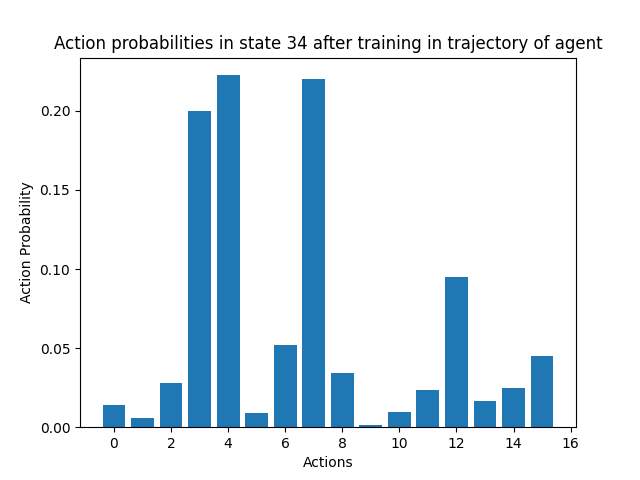 Action probabilities in state 34 after training in trajectory of agent
0.20
0.15
0.10
0.05
0.00
Action Probability
0 2 4 6 8 10 12 14 16
Actions